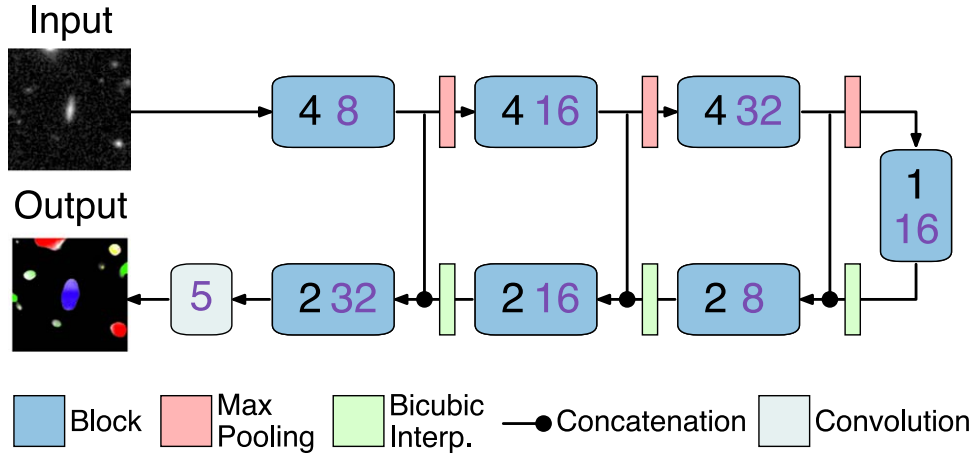 Input
4 8
4 16
4 32
1
16
Output
5
2 32
2 16
2 8
Block
Max
Pooling
Bicubic
Interp.
Concatenation
Convolution